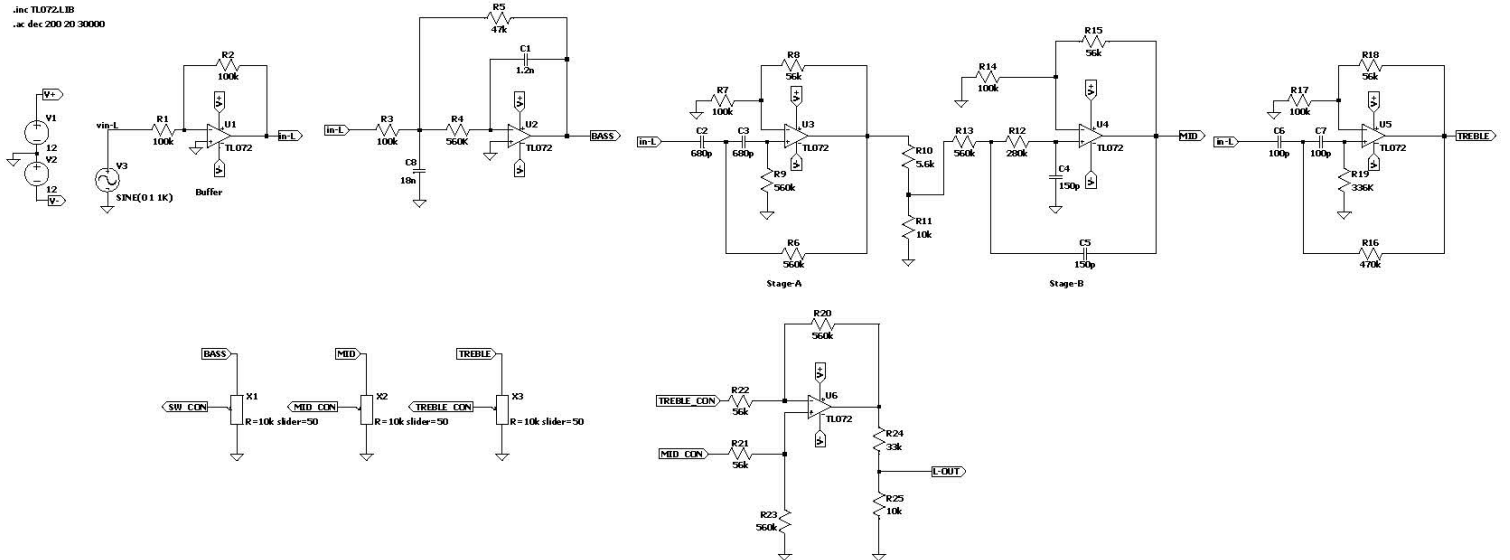 .inc TL072.LIB
.ac dec 200 20 30000
V+
V1
12
V2
12
V-
vin-L
V3
SINE(0 1 1K)
R1
100k
R2
100k
V+
U1
TL072
V-
in-L
Buffer
in-L
R3
100k
C8
18n
R4
560K
R5
47k
C1
1.2n
V+
U2
TL072
V-
BASS
in-L
C2
680p
C3
680p
R7
100k
R8
56k
V+
U3
TL072
V-
R9
560k
R6
560k
Stage-A
R10
5.6k
R11
10k
R13
560k
R12
280k
R14
100k
R15
56k
V+
U4
TL072
V-
C4
150p
C5
150p
MID
Stage-B
in-L
C6
100p
C7
100p
R17
100k
R18
56k
V+
U5
TL072
V-
R19
336K
R16
470k
TREBLE
BASS
SW_CON
X1
R=10k slider=50
MID
MID_CON
X2
R=10k slider=50
TREBLE
TREBLE_CON
X3
R=10k slider=50
TREBLE_CON
R22
56k
MID_CON
R21
56k
R20
560k
V+
U6
TL072
V-
R23
560k
R24
33k
L-OUT
R25
10k